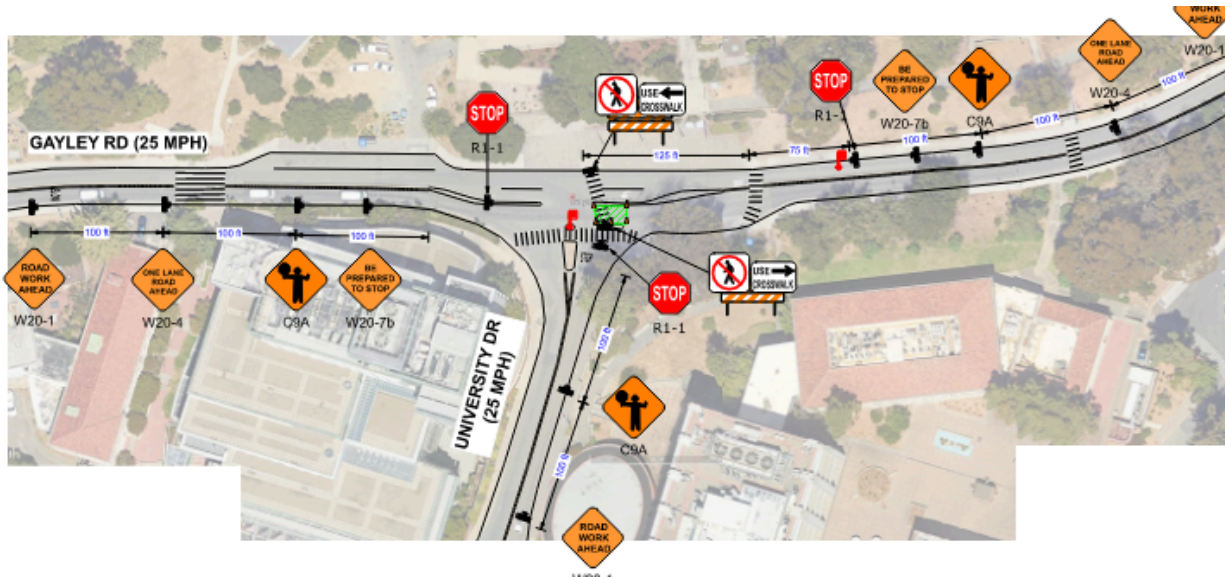 WORK
AHEAD
W20-1
ONE LANE
ROAD
AHEAD
W20-4
100 ft
BE
PREPARED
TO STOP
W20-7b
C9A
100 ft
100 ft
STOP
R1-1
75 ft
125 ft
USE
CROSSWALK
STOP
R1-1
GAYLEY RD (25 MPH)
100 ft
100 ft
100 ft
ROAD
WORK
AHEAD
W20-1
ONE LANE
ROAD
AHEAD
W20-4
C9A
BE
PREPARED
TO STOP
W20-7b
STOP
USE
CROSSWALK
STOP
R1-1
UNIVERSITY DR
(25 MPH)
100 ft
C9A
100 ft
ROAD
WORK
AHEAD